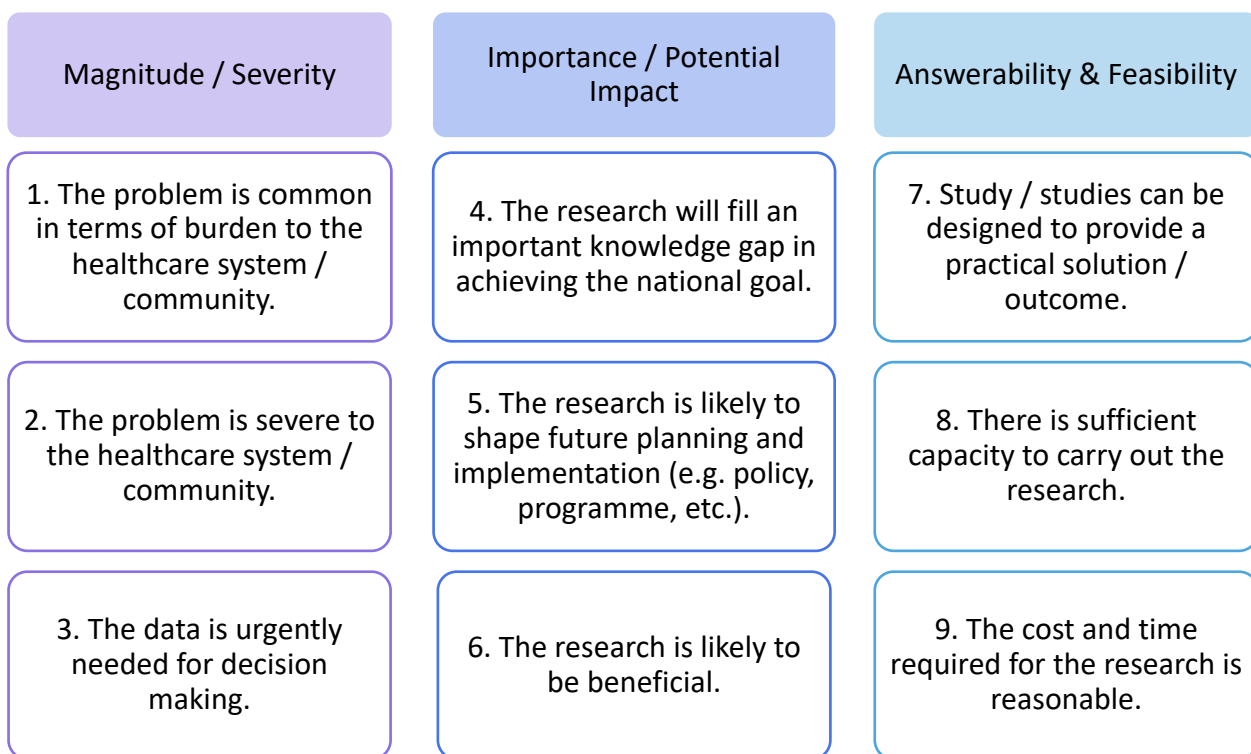 Magnitude / Severity
1. The problem is common
in terms of burden to the
healthcare system /
community.
2. The problem is severe to
the healthcare system /
community.
3. The data is urgently
needed for decision
making.
Importance / Potential
Impact
4. The research will fill an
important knowledge gap in
achieving the national goal.
5. The research is likely to
shape future planning and
implementation (e.g. policy,
programme, etc.).
6. The research is likely to
be beneficial.
Answerability & Feasibility
7. Study / studies can be
designed to provide a
practical solution /
outcome.
8. There is sufficient
capacity to carry out the
research.
9. The cost and time
required for the research is
reasonable.